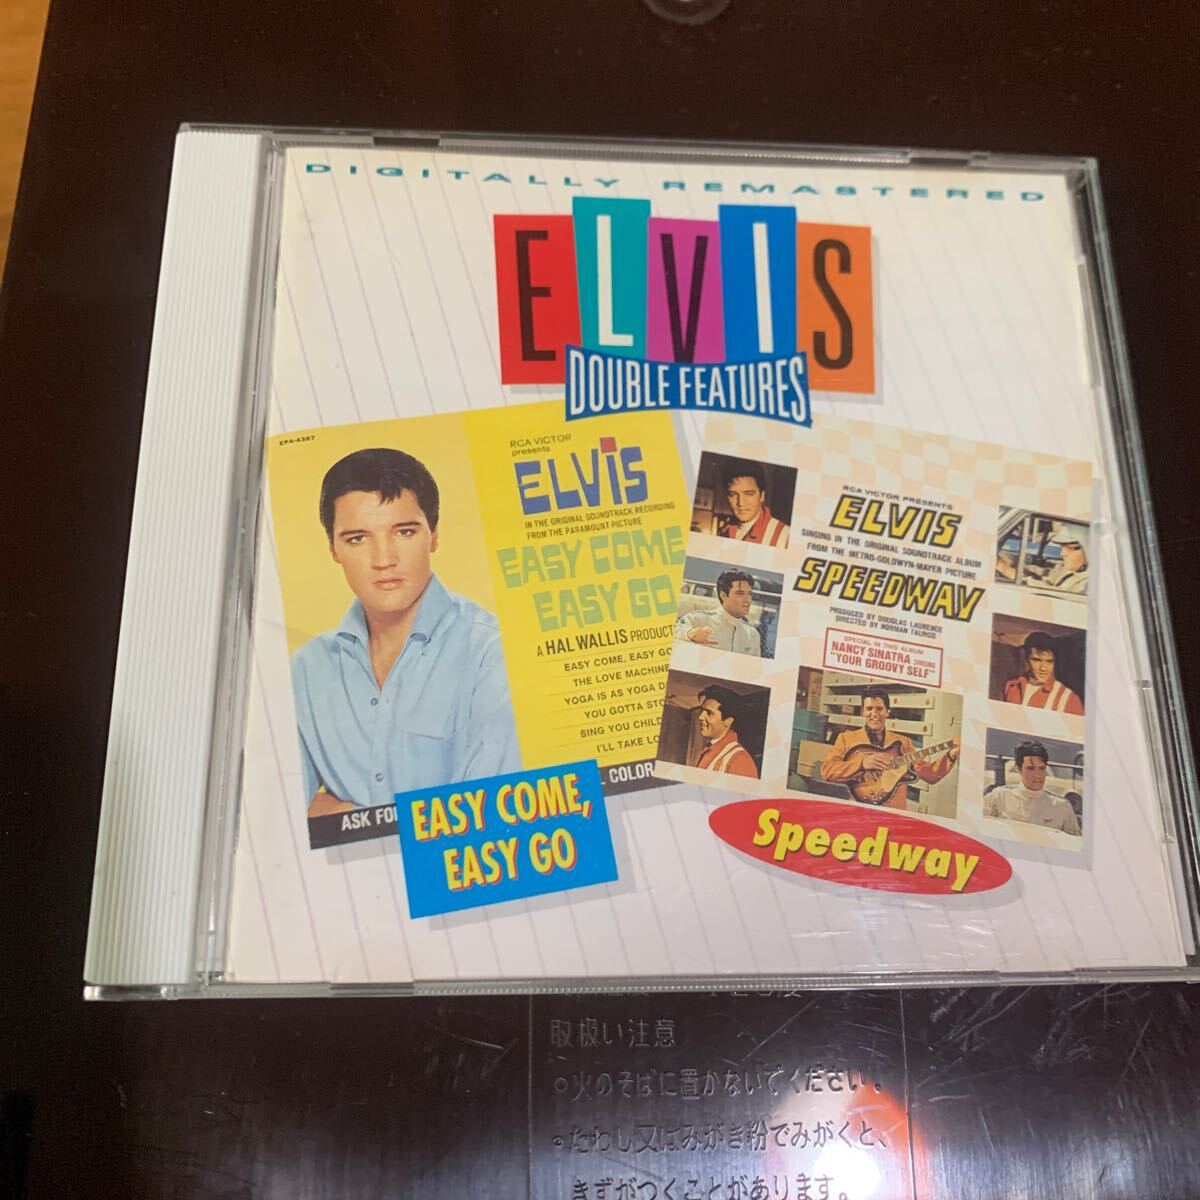 DIGITALLY REMASTERED
ELVIS
DOUBLE FEATURES
EPA-4387
RCA VICTOR
presents
ELVIS
IN THE ORIGINAL SOUNDTRACK RECORDING
FROM THE PARAMOUNT PICTURE
EASY COME
EASY GO
A HAL WALLIS PRODUCTI
EASY COME, EASY GO
THE LOVE MACHINE
YOGA IS AS YOGA D
YOU GOTTA STO
SING YOU CHILD
I'LL TAKE LO
ASK FO
L COLOR
EASY COME,
EASY GO
RCA VICTOR PRESENTS
ELVIS
SINGING IN THE ORIGINAL SOUNDTRACK ALBUM
FROM THE METRO-GOLDWYN-MAYER PICTURE
SPEEDWAY
PRODUCED BY DOUGLAS LAURENCE
DIRECTED BY NORMAN TAUROG
SPECIAL IN THIS ALBUM
NANCY SINATRA SINGING
"YOUR GROOVY SELF"
Speedway
取扱い注意
○火のそばに置かないでください。
○たわし又はみがき粉でみがくと、
きずがつくことがあります。